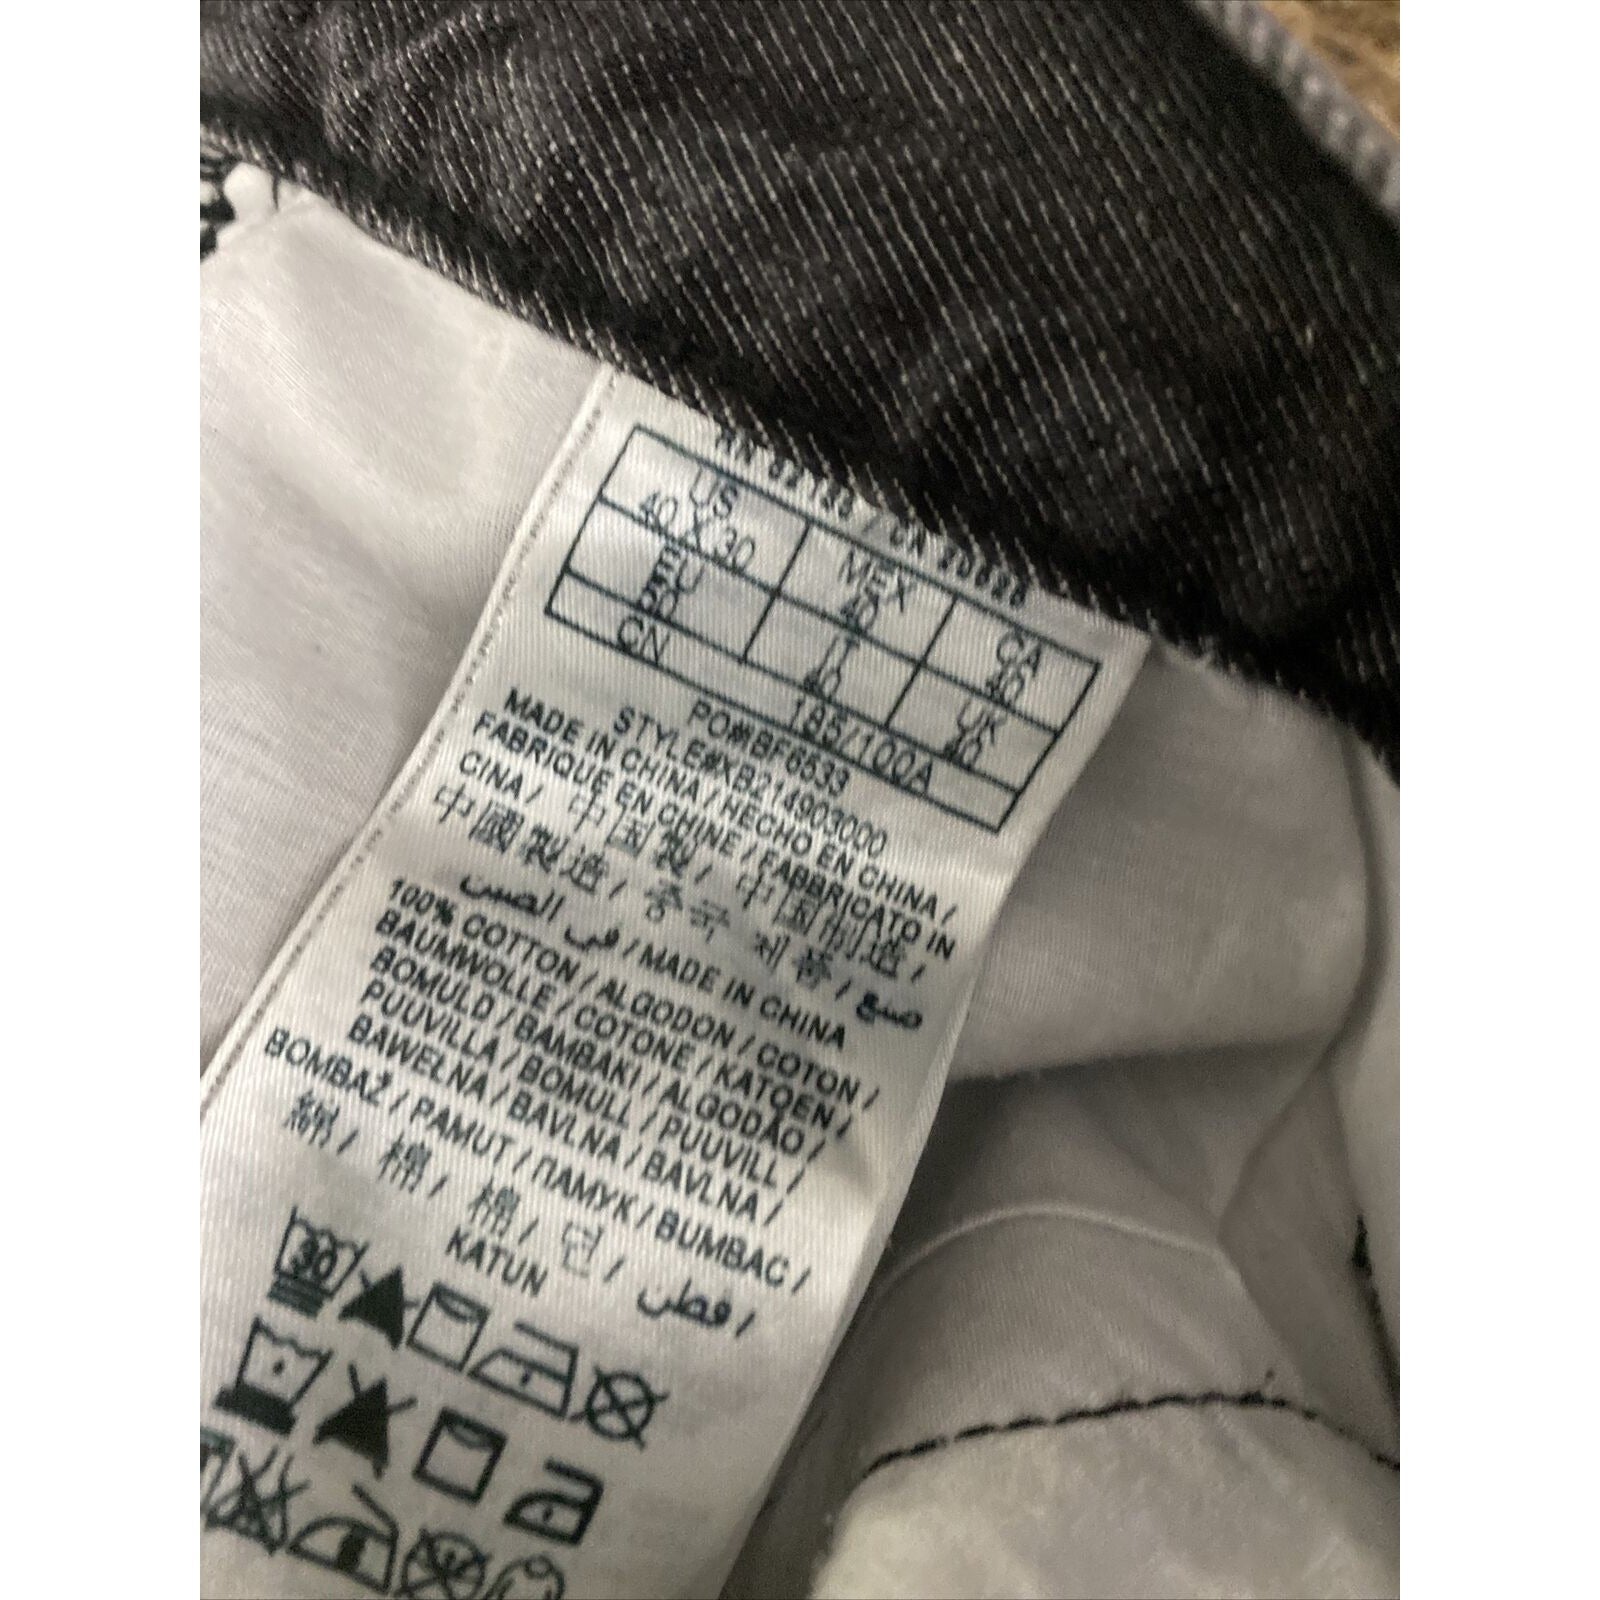 US MEX CA
40 X 30 40 40
EU IT UK
40 40
CN 185/100A
PO#BF6533
STYLE#XB214903000
MADE IN CHINA / HECHO EN CHINA /
FABRIQUE EN CHINE / FABBRICATO IN
CINA / 中国製 / 中国制造 /
中國製造 / 중국 제품 / صنع
في الصين / MADE IN CHINA
100% COTTON / ALGODON / COTON /
BAUMWOLLE / COTONE / KATOEN /
BOMULD / BAMBAKI / ALGODÃO /
PUUVILLA / BOMULL / PUUVILL /
BAWEŁNA / BAVLNA / BAVLNA /
BOMBAŽ / PAMUT / ПАМУК / BUMBAC /
綿 / 棉 / 棉 / 면 / قطن /
KATUN
30